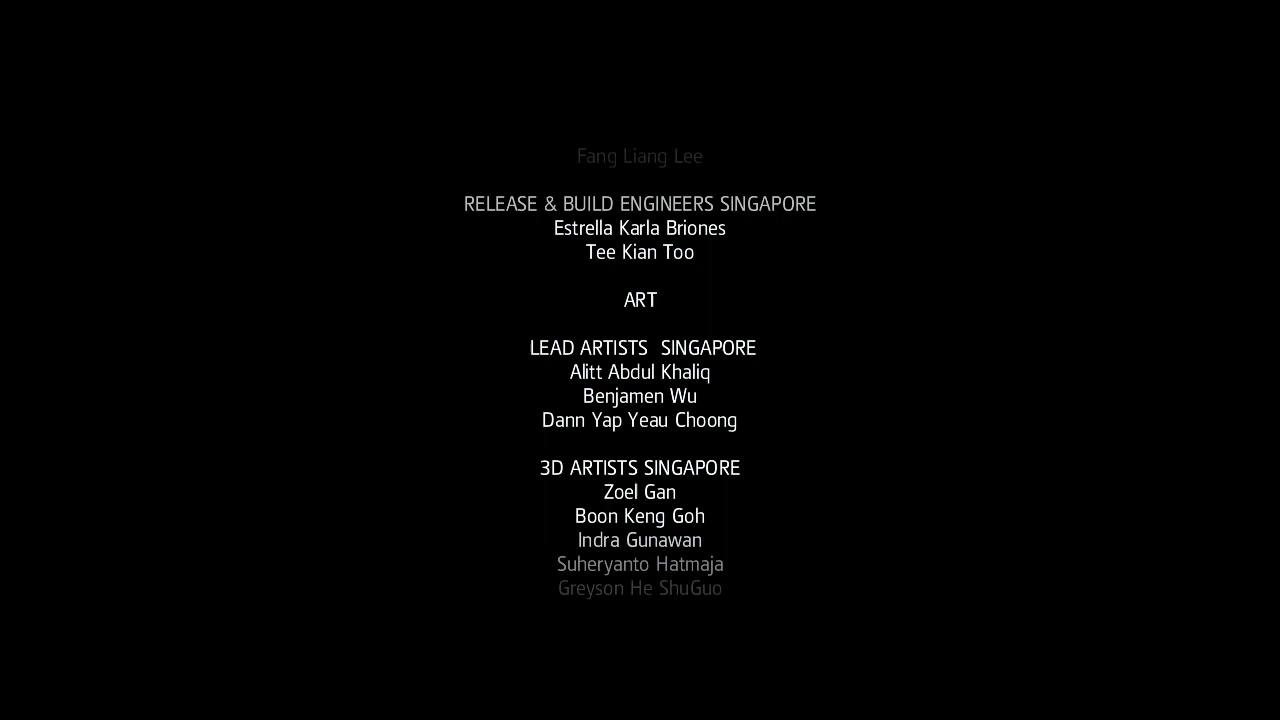 Fang Liang Lee
RELEASE & BUILD ENGINEERS SINGAPORE
Estrella Karla Briones
Tee Kian Too
ART
LEAD ARTISTS  SINGAPORE
Alitt Abdul Khaliq
Benjamen Wu
Dann Yap Yeau Choong
3D ARTISTS SINGAPORE
Zoel Gan
Boon Keng Goh
Indra Gunawan
Suheryanto Hatmaja
Greyson He ShuGuo